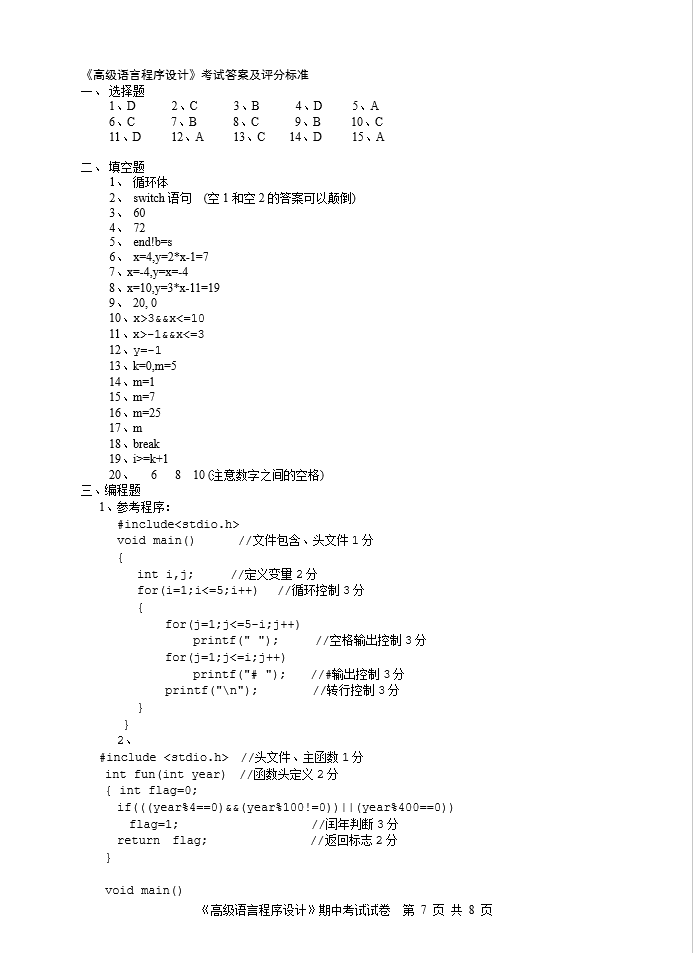 《高级语言程序设计》考试答案及评分标准
一、 选择题
1、D 2、C 3、B 4、D 5、A
6、C 7、B 8、C 9、B 10、C
11、D 12、A 13、C 14、D 15、A
二、 填空题
1、 循环体
2、 switch 语句 (空 1 和空 2 的答案可以颠倒)
3、 60
4、 72
5、 end!b=s
6、 x=4,y=2*x-1=7
7、x=-4,y=x=-4
8、x=10,y=3*x-11=19
9、 20, 0
10、x>3&&x<=10
11、x>-1&&x<=3
12、y=-1
13、k=0,m=5
14、m=1
15、m=7
16、m=25
17、m
18、break
19、i>=k+1
20、 6 8 10 (注意数字之间的空格)
三、编程题
1、参考程序:
#include<stdio.h>
void main() //文件包含、头文件 1 分
{
int i,j; //定义变量 2 分
for(i=1;i<=5;i++) //循环控制 3 分
{
for(j=1;j<=5-i;j++)
printf(" "); //空格输出控制 3 分
for(j=1;j<=i;j++)
printf("# "); //#输出控制 3 分
printf("\n"); //转行控制 3 分
}
}
2、
#include <stdio.h> //头文件、主函数 1 分
int fun(int year) //函数头定义 2 分
{ int flag=0;
if(((year%4==0)&&(year%100!=0))||(year%400==0))
flag=1; //闰年判断 3 分
return flag; //返回标志 2 分
}
void main()
《高级语言程序设计》期中考试试卷 第 7 页 共 8 页